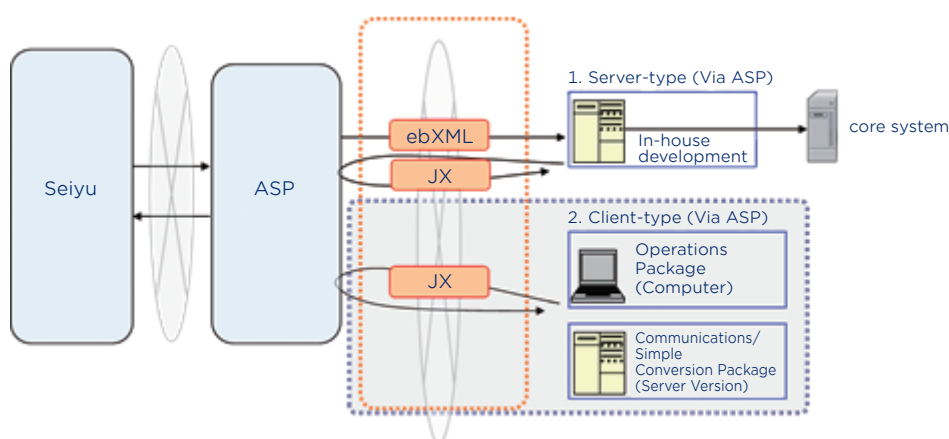 Seiyu
ASP
ebXML
JX
1. Server-type (Via ASP)
In-house
development
core system
2. Client-type (Via ASP)
JX
Operations
Package
(Computer)
Communications/
Simple
Conversion Package
(Server Version)